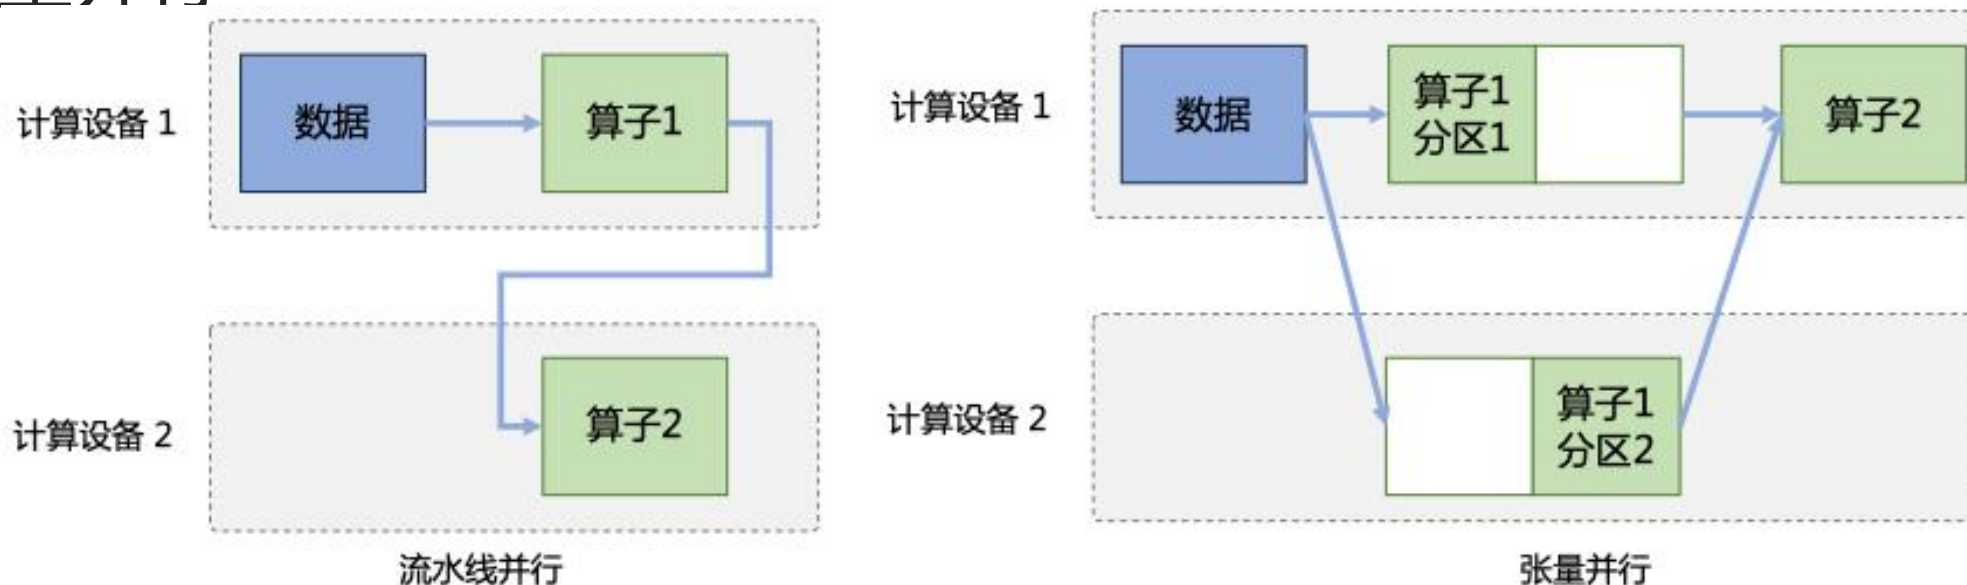 计算设备 1
数据
算子1
计算设备 2
算子2
流水线并行
计算设备 1
数据
算子1
分区1
算子2
计算设备 2
算子1
分区2
张量并行